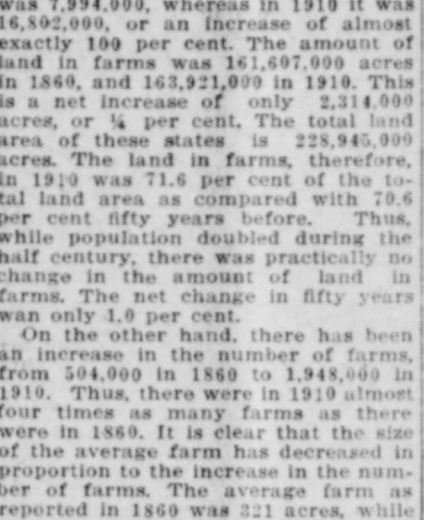 was 7,994,000, whereas in 1910 it was
16,802,000, or an increase of almost
exactly 100 per cent. The amount of
land in farms was 161,607,000 acres
in 1860, and 163,921,000 in 1910. This
is a net increase of only 2,314,000
acres, or ¼ per cent. The total land
area of these states is 228,945,000
acres. The land in farms, therefore,
in 1910 was 71.6 per cent of the to-
tal land area as compared with 70.6
per cent fifty years before. Thus,
while population doubled during the
half century, there was practically no
change in the amount of land in
farms. The net change in fifty years
wan only 1.0 per cent.
On the other hand, there has been
an increase in the number of farms,
from 504,000 in 1860 to 1,948,000 in
1910. Thus, there were in 1910 almost
four times as many farms as there
were in 1860. It is clear that the size
of the average farm has decreased in
proportion to the increase in the num-
ber of farms. The average farm as
reported in 1860 was 321 acres, while